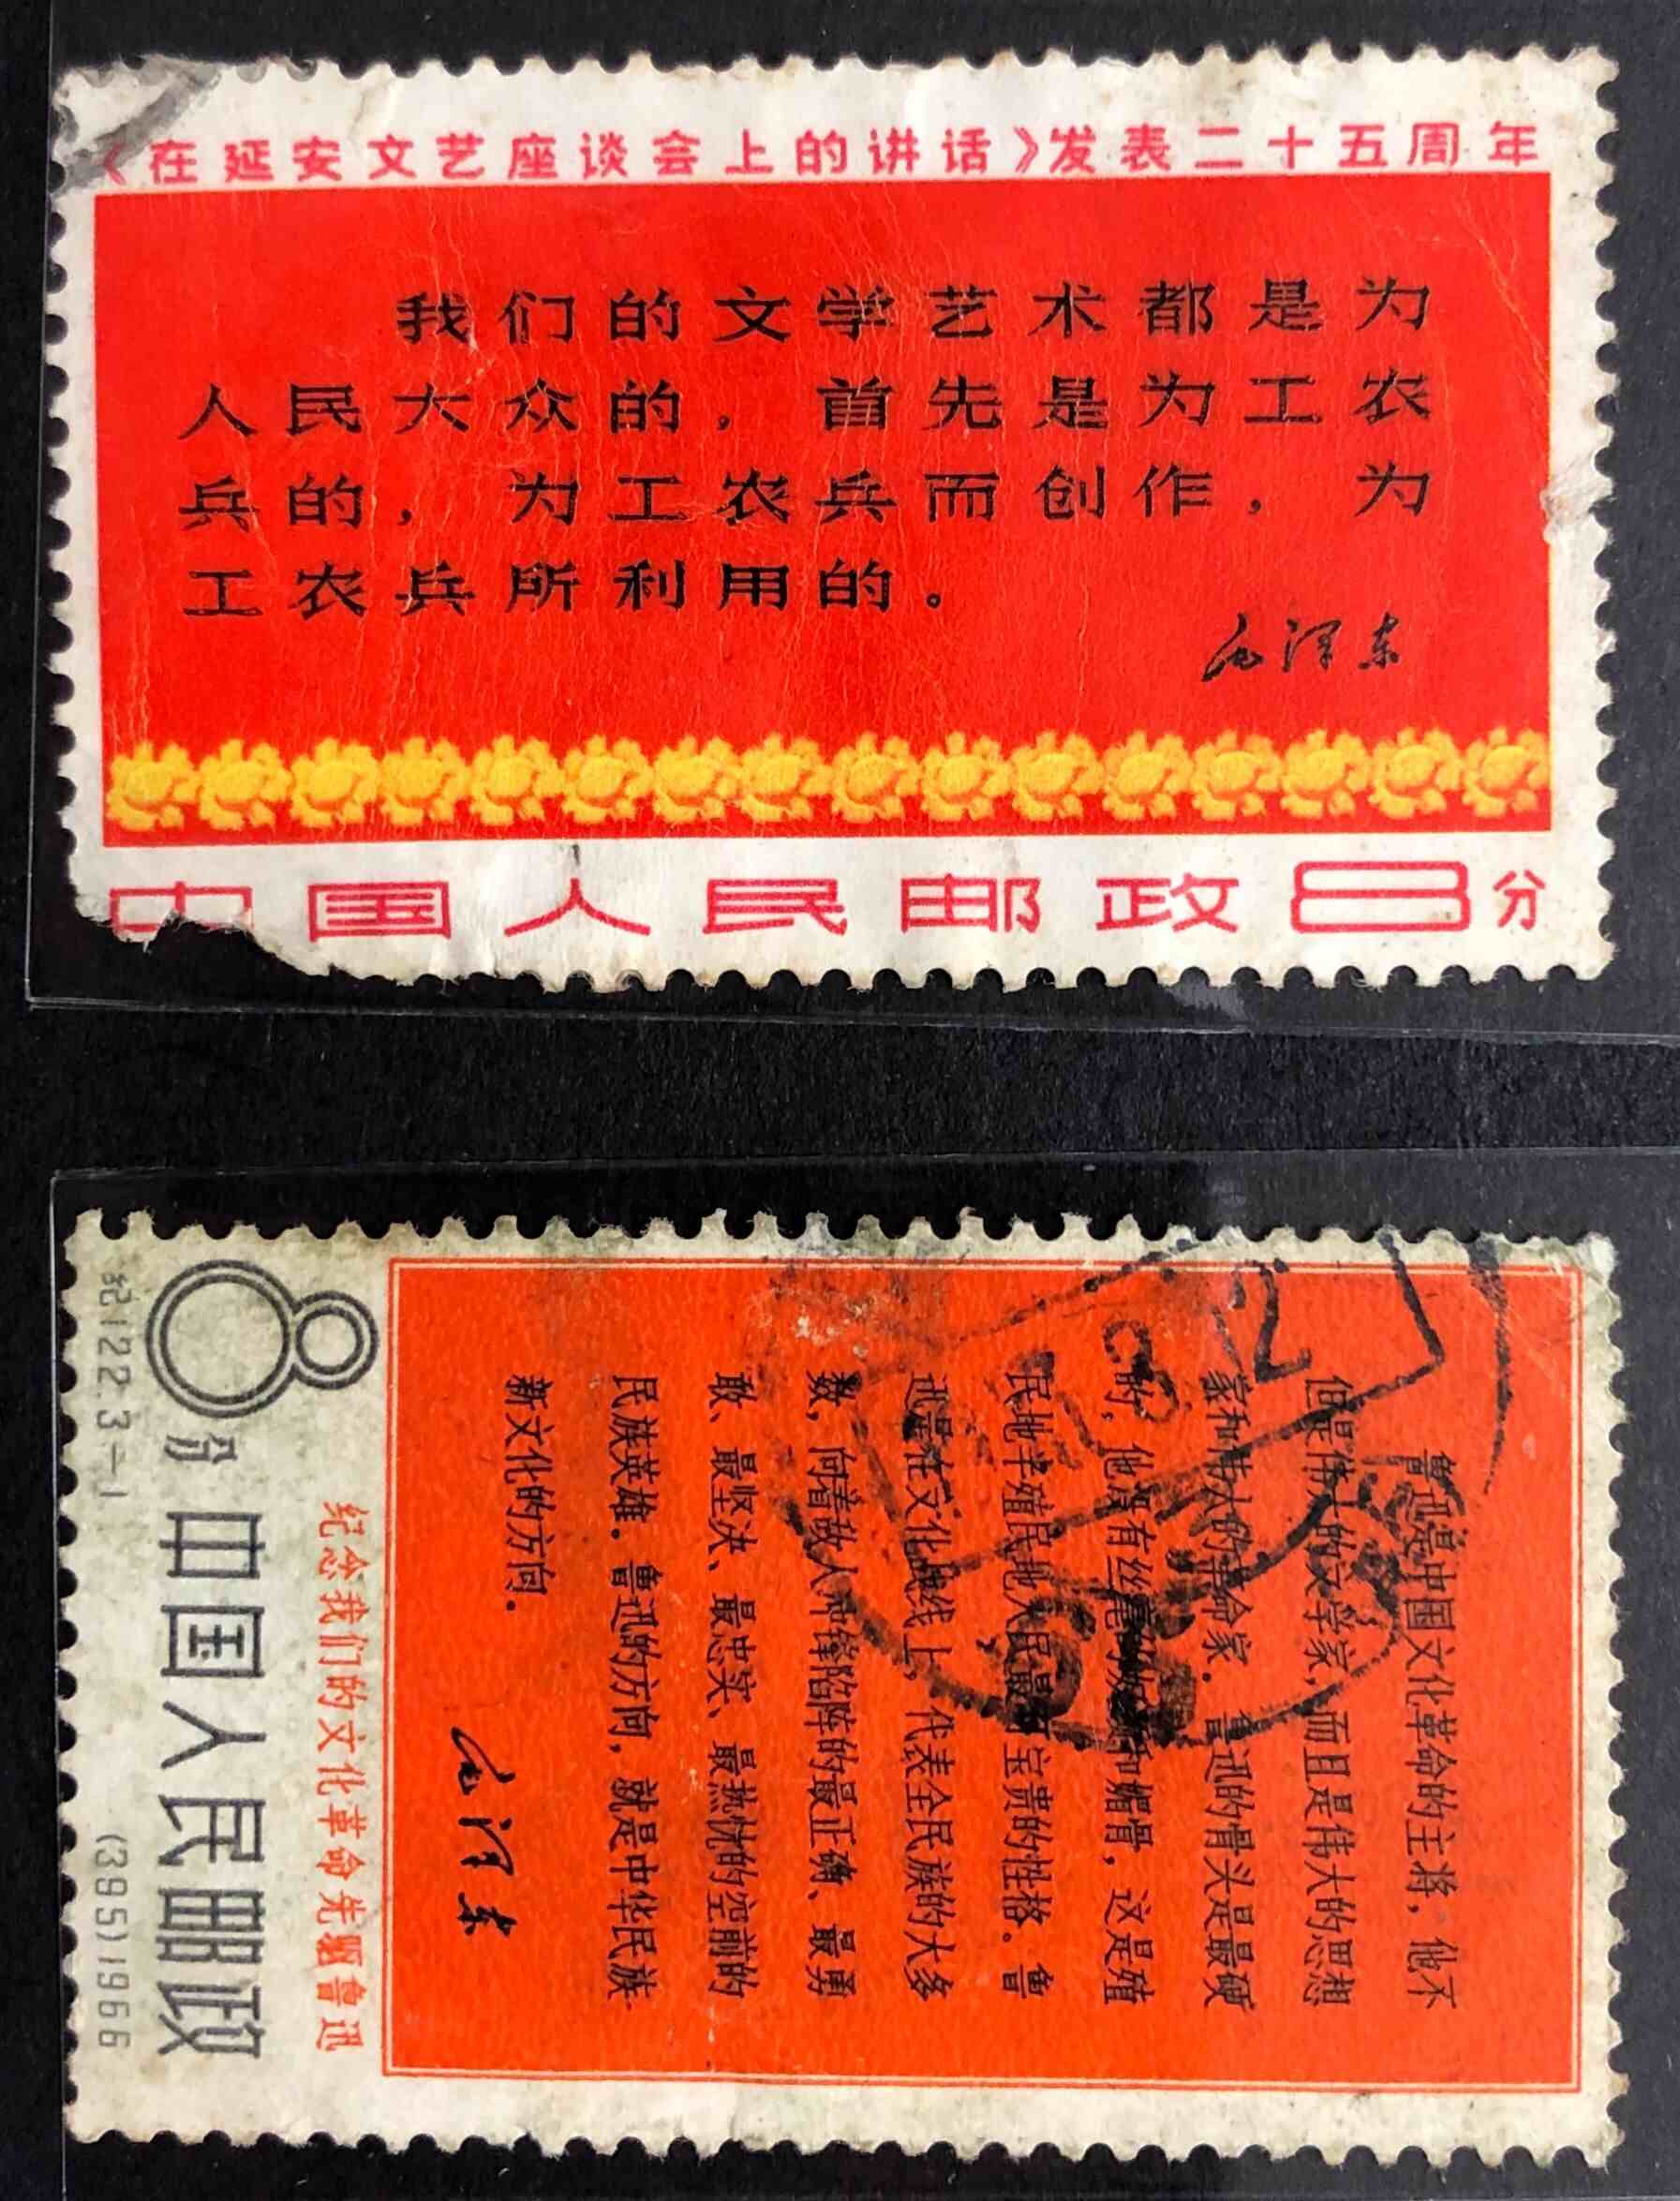 《在延安文艺座谈会上的讲话》发表二十五周年
我们的文学艺术都是为
人民大众的，首先是为工农
兵的，为工农兵而创作，为
工农兵所利用的。
毛泽东
中国人民邮政8分
鲁迅是中国文化革命的主将，他不
但是伟大的文学家，而且是伟大的思想
家和伟大的革命家。鲁迅的骨头是最硬
的，他没有丝毫的奴颜和媚骨，这是殖
民地半殖民地人民最可宝贵的性格。鲁
迅是在文化战线上，代表全民族的大多
数，向着敌人冲锋陷阵的最正确、最勇
敢、最坚决、最忠实、最热忱的空前的
民族英雄。鲁迅的方向，就是中华民族
新文化的方向。
毛泽东
纪念我们的文化革命先驱鲁迅
8分 中国人民邮政
纪122.3-1 (395)1966